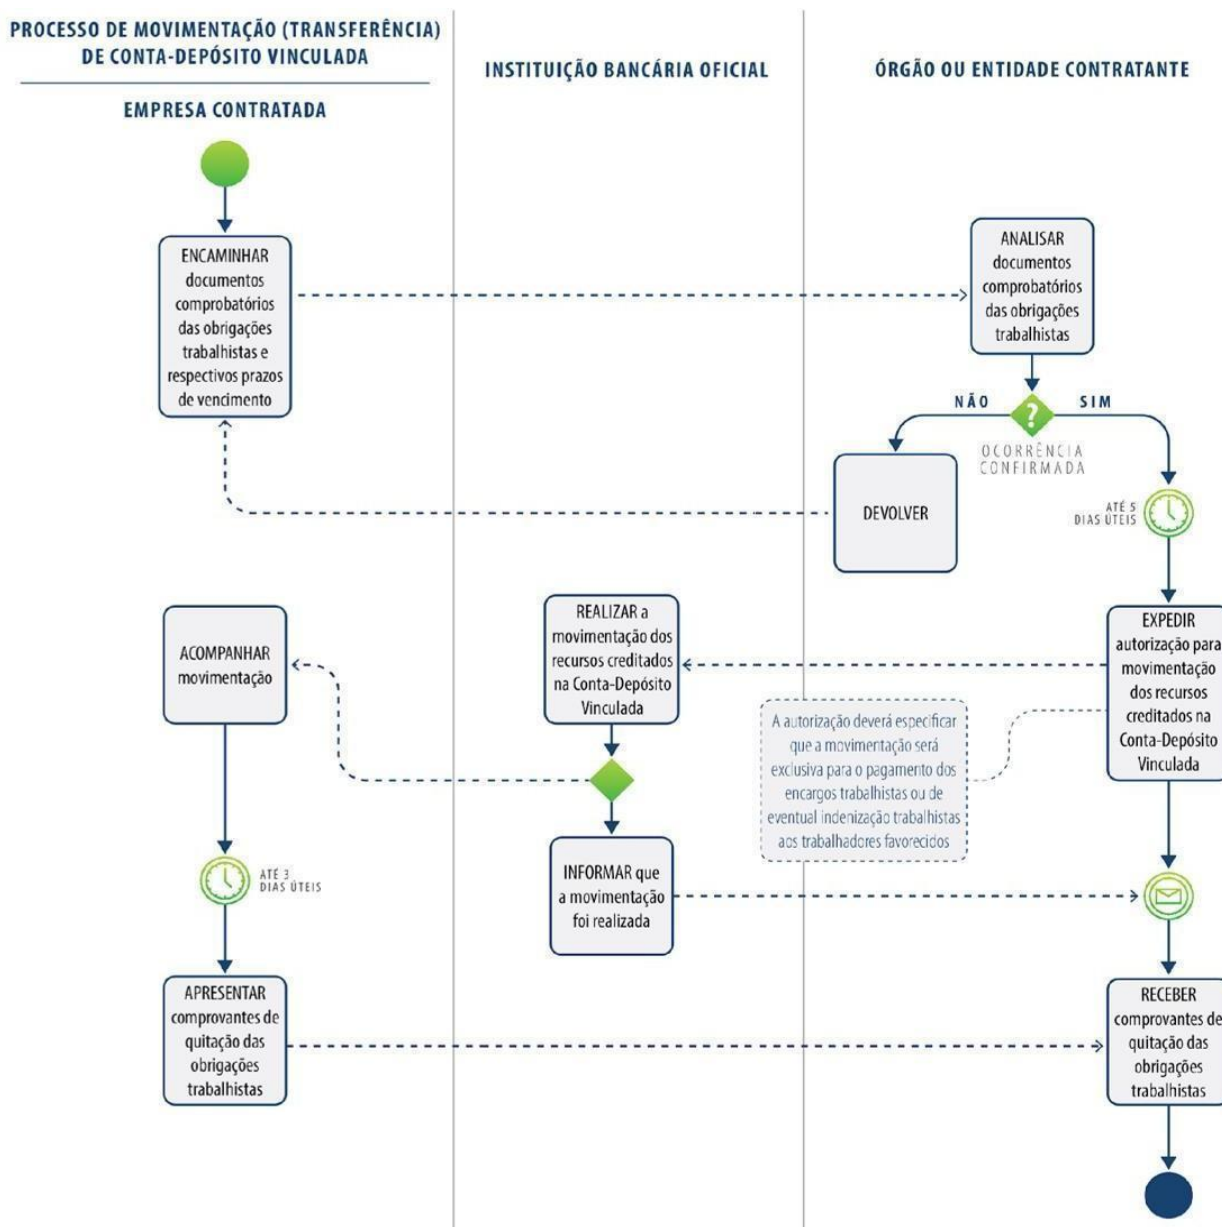 PROCESSO DE MOVIMENTAÇÃO (TRANSFERÊNCIA)
DE CONTA-DEPÓSITO VINCULADA
EMPRESA CONTRATADA
INSTITUIÇÃO BANCÁRIA OFICIAL
ÓRGÃO OU ENTIDADE CONTRATANTE
ENCAMINHAR
documentos
comprobatórios
das obrigações
trabalhistas e
respectivos prazos
de vencimento
ANALISAR
documentos
comprobatórios
das obrigações
trabalhistas
NÃO
?
SIM
OCORRÊNCIA
CONFIRMADA
DEVOLVER
ATÉ 5
DIAS ÚTEIS
EXPEDIR
autorização para
movimentação
dos recursos
creditados na
Conta-Depósito
Vinculada
A autorização deverá especificar
que a movimentação será
exclusiva para o pagamento dos
encargos trabalhistas ou de
eventual indenização trabalhistas
aos trabalhadores favorecidos
REALIZAR a
movimentação dos
recursos creditados
na Conta-Depósito
Vinculada
ACOMPANHAR
movimentação
INFORMAR que
a movimentação
foi realizada
ATÉ 3
DIAS ÚTEIS
APRESENTAR
comprovantes de
quitação das
obrigações
trabalhistas
RECEBER
comprovantes de
quitação das
obrigações
trabalhistas